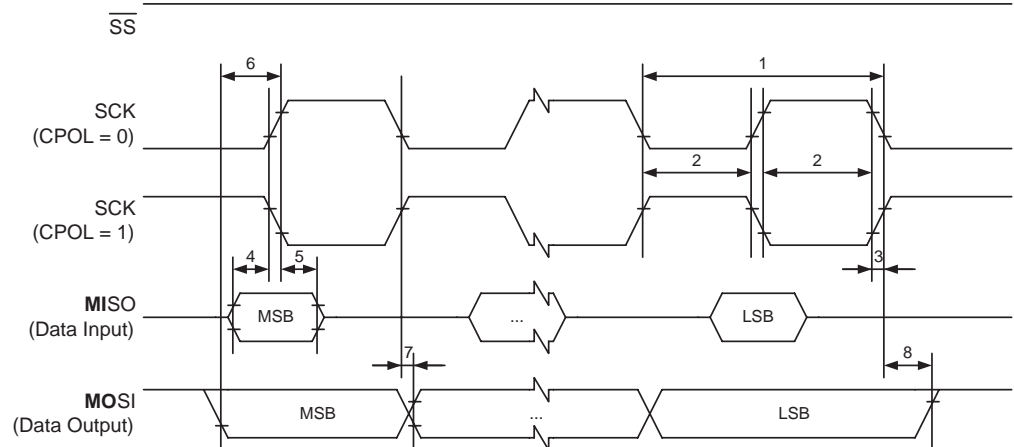 SS
6
1
SCK
(CPOL = 0)
2
2
SCK
(CPOL = 1)
4
5
3
MISO
(Data Input)
MSB
...
LSB
7
8
MOSI
(Data Output)
MSB
...
LSB